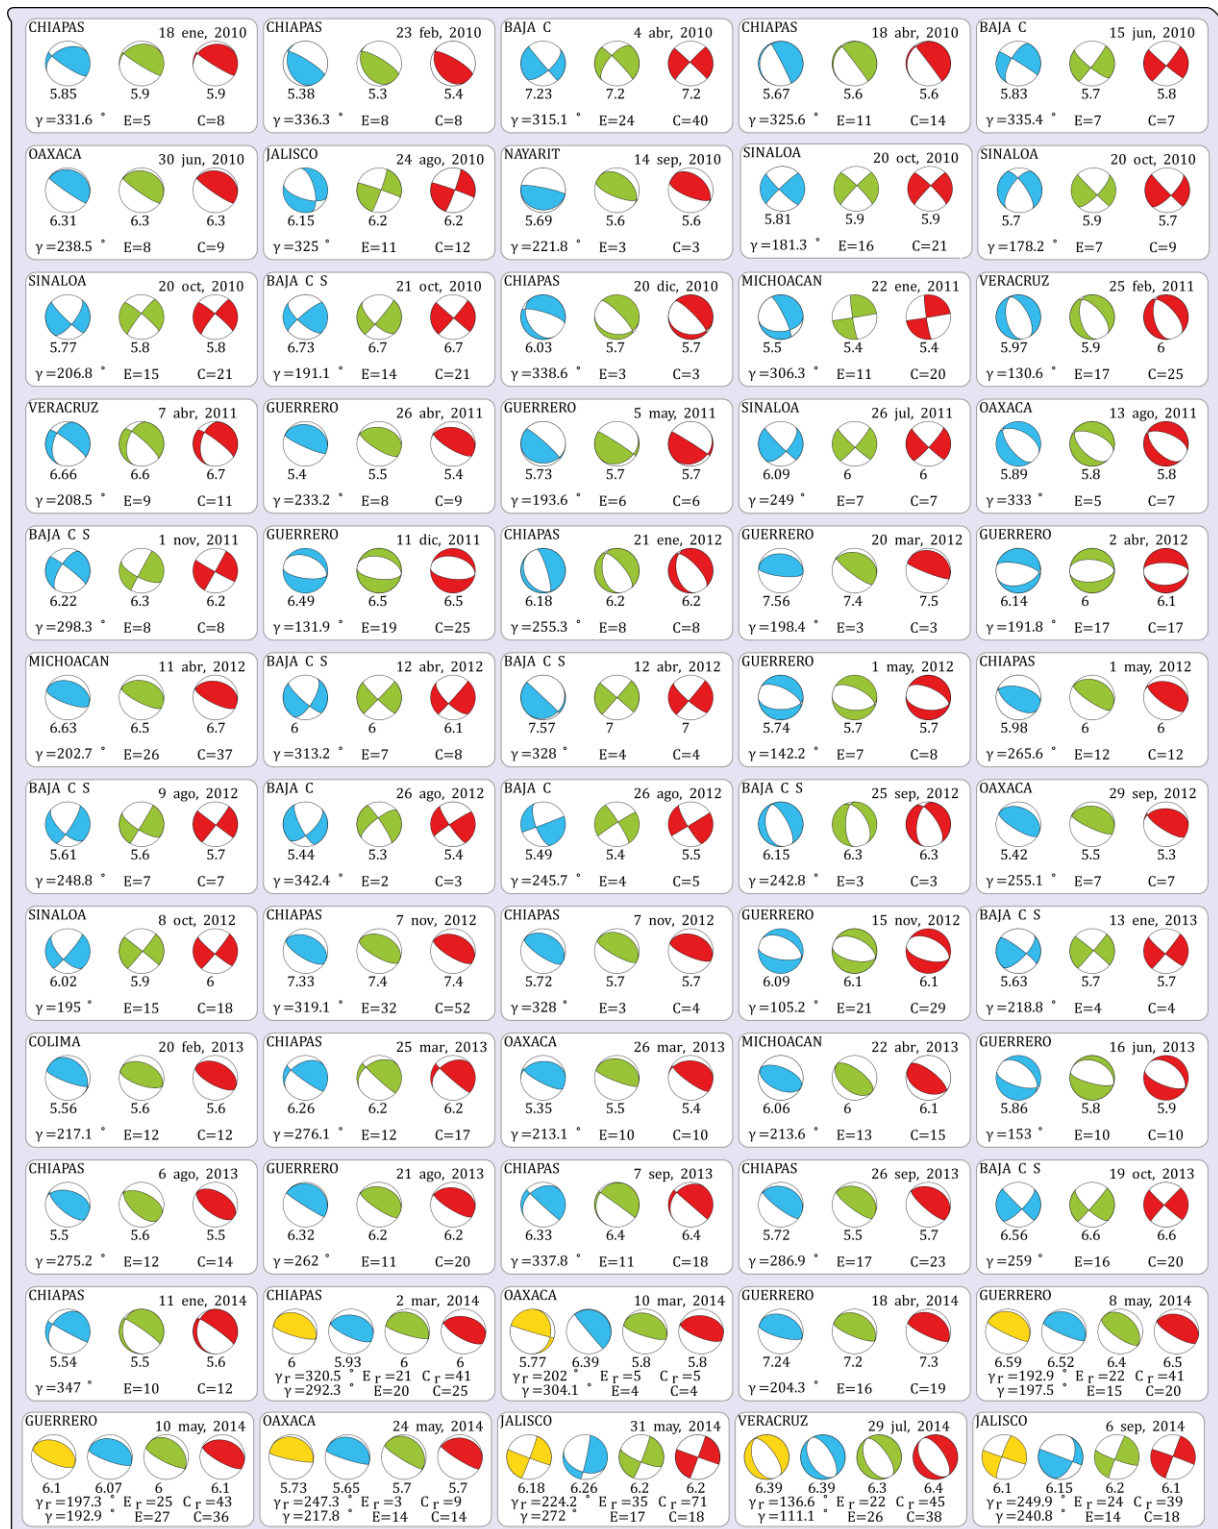 CHIAPAS 18 ene, 2010
5.85 5.9 5.9
γ=331.6 ° E=5 C=8
CHIAPAS 23 feb, 2010
5.38 5.3 5.4
γ=336.3 ° E=8 C=8
BAJA C 4 abr, 2010
7.23 7.2 7.2
γ=315.1 ° E=24 C=40
CHIAPAS 18 abr, 2010
5.67 5.6 5.6
γ=325.6 ° E=11 C=14
BAJA C 15 jun, 2010
5.83 5.7 5.8
γ=335.4 ° E=7 C=7
OAXACA 30 jun, 2010
6.31 6.3 6.3
γ=238.5 ° E=8 C=9
JALISCO 24 ago, 2010
6.15 6.2 6.2
γ=325 ° E=11 C=12
NAYARIT 14 sep, 2010
5.69 5.6 5.6
γ=221.8 ° E=3 C=3
SINALOA 20 oct, 2010
5.81 5.9 5.9
γ=181.3 ° E=16 C=21
SINALOA 20 oct, 2010
5.7 5.9 5.7
γ=178.2 ° E=7 C=9
SINALOA 20 oct, 2010
5.77 5.8 5.8
γ=206.8 ° E=15 C=21
BAJA C S 21 oct, 2010
6.73 6.7 6.7
γ=191.1 ° E=14 C=21
CHIAPAS 20 dic, 2010
6.03 5.7 5.7
γ=338.6 ° E=3 C=3
MICHOACAN 22 ene, 2011
5.5 5.4 5.4
γ=306.3 ° E=11 C=20
VERACRUZ 25 feb, 2011
5.97 5.9 6
γ=130.6 ° E=17 C=25
VERACRUZ 7 abr, 2011
6.66 6.6 6.7
γ=208.5 ° E=9 C=11
GUERRERO 26 abr, 2011
5.4 5.5 5.4
γ=233.2 ° E=8 C=9
GUERRERO 5 may, 2011
5.73 5.7 5.7
γ=193.6 ° E=6 C=6
SINALOA 26 jul, 2011
6.09 6 6
γ=249 ° E=7 C=7
OAXACA 13 ago, 2011
5.89 5.8 5.8
γ=333 ° E=5 C=7
BAJA C S 1 nov, 2011
6.22 6.3 6.2
γ=298.3 ° E=8 C=8
GUERRERO 11 dic, 2011
6.49 6.5 6.5
γ=131.9 ° E=19 C=25
CHIAPAS 21 ene, 2012
6.18 6.2 6.2
γ=255.3 ° E=8 C=8
GUERRERO 20 mar, 2012
7.56 7.4 7.5
γ=198.4 ° E=3 C=3
GUERRERO 2 abr, 2012
6.14 6 6.1
γ=191.8 ° E=17 C=17
MICHOACAN 11 abr, 2012
6.63 6.5 6.7
γ=202.7 ° E=26 C=37
BAJA C S 12 abr, 2012
6 6 6.1
γ=313.2 ° E=7 C=8
BAJA C S 12 abr, 2012
7.57 7 7
γ=328 ° E=4 C=4
GUERRERO 1 may, 2012
5.74 5.7 5.7
γ=142.2 ° E=7 C=8
CHIAPAS 1 may, 2012
5.98 6 6
γ=265.6 ° E=12 C=12
BAJA C S 9 ago, 2012
5.61 5.6 5.7
γ=248.8 ° E=7 C=7
BAJA C 26 ago, 2012
5.44 5.3 5.4
γ=342.4 ° E=2 C=3
BAJA C 26 ago, 2012
5.49 5.4 5.5
γ=245.7 ° E=4 C=5
BAJA C S 25 sep, 2012
6.15 6.3 6.3
γ=242.8 ° E=3 C=3
OAXACA 29 sep, 2012
5.42 5.5 5.3
γ=255.1 ° E=7 C=7
SINALOA 8 oct, 2012
6.02 5.9 6
γ=195 ° E=15 C=18
CHIAPAS 7 nov, 2012
7.33 7.4 7.4
γ=319.1 ° E=32 C=52
CHIAPAS 7 nov, 2012
5.72 5.7 5.7
γ=328 ° E=3 C=4
GUERRERO 15 nov, 2012
6.09 6.1 6.1
γ=105.2 ° E=21 C=29
BAJA C S 13 ene, 2013
5.63 5.7 5.7
γ=218.8 ° E=4 C=4
COLIMA 20 feb, 2013
5.56 5.6 5.6
γ=217.1 ° E=12 C=12
CHIAPAS 25 mar, 2013
6.26 6.2 6.2
γ=276.1 ° E=12 C=17
OAXACA 26 mar, 2013
5.35 5.5 5.4
γ=213.1 ° E=10 C=10
MICHOACAN 22 abr, 2013
6.06 6 6.1
γ=213.6 ° E=13 C=15
GUERRERO 16 jun, 2013
5.86 5.8 5.9
γ=153 ° E=10 C=10
CHIAPAS 6 ago, 2013
5.5 5.6 5.5
γ=275.2 ° E=12 C=14
GUERRERO 21 ago, 2013
6.32 6.2 6.2
γ=262 ° E=11 C=20
CHIAPAS 7 sep, 2013
6.33 6.4 6.4
γ=337.8 ° E=11 C=18
CHIAPAS 26 sep, 2013
5.72 5.5 5.7
γ=286.9 ° E=17 C=23
BAJA C S 19 oct, 2013
6.56 6.6 6.6
γ=259 ° E=16 C=20
CHIAPAS 11 ene, 2014
5.54 5.5 5.6
γ=347 ° E=10 C=12
CHIAPAS 2 mar, 2014
6 5.93 6 6
γr=320.5 ° Er=21 Cr=41
γ=292.3 ° E=20 C=25
OAXACA 10 mar, 2014
5.77 6.39 5.8 5.8
γr=202 ° Er=5 Cr=5
γ=304.1 ° E=4 C=4
GUERRERO 18 abr, 2014
7.24 7.2 7.3
γ=204.3 ° E=16 C=19
GUERRERO 8 may, 2014
6.59 6.52 6.4 6.5
γr=192.9 ° Er=22 Cr=41
γ=197.5 ° E=15 C=20
GUERRERO 10 may, 2014
6.1 6.07 6 6.1
γr=197.3 ° Er=25 Cr=43
γ=192.9 ° E=27 C=36
OAXACA 24 may, 2014
5.73 5.65 5.7 5.7
γr=247.3 ° Er=3 Cr=9
γ=217.8 ° E=14 C=14
JALISCO 31 may, 2014
6.18 6.26 6.2 6.2
γr=224.2 ° Er=35 Cr=71
γ=272 ° E=17 C=18
VERACRUZ 29 jul, 2014
6.39 6.39 6.3 6.4
γr=136.6 ° Er=22 Cr=45
γ=111.1 ° E=26 C=38
JALISCO 6 sep, 2014
6.1 6.15 6.2 6.1
γr=249.9 ° Er=24 Cr=39
γ=240.8 ° E=14 C=18